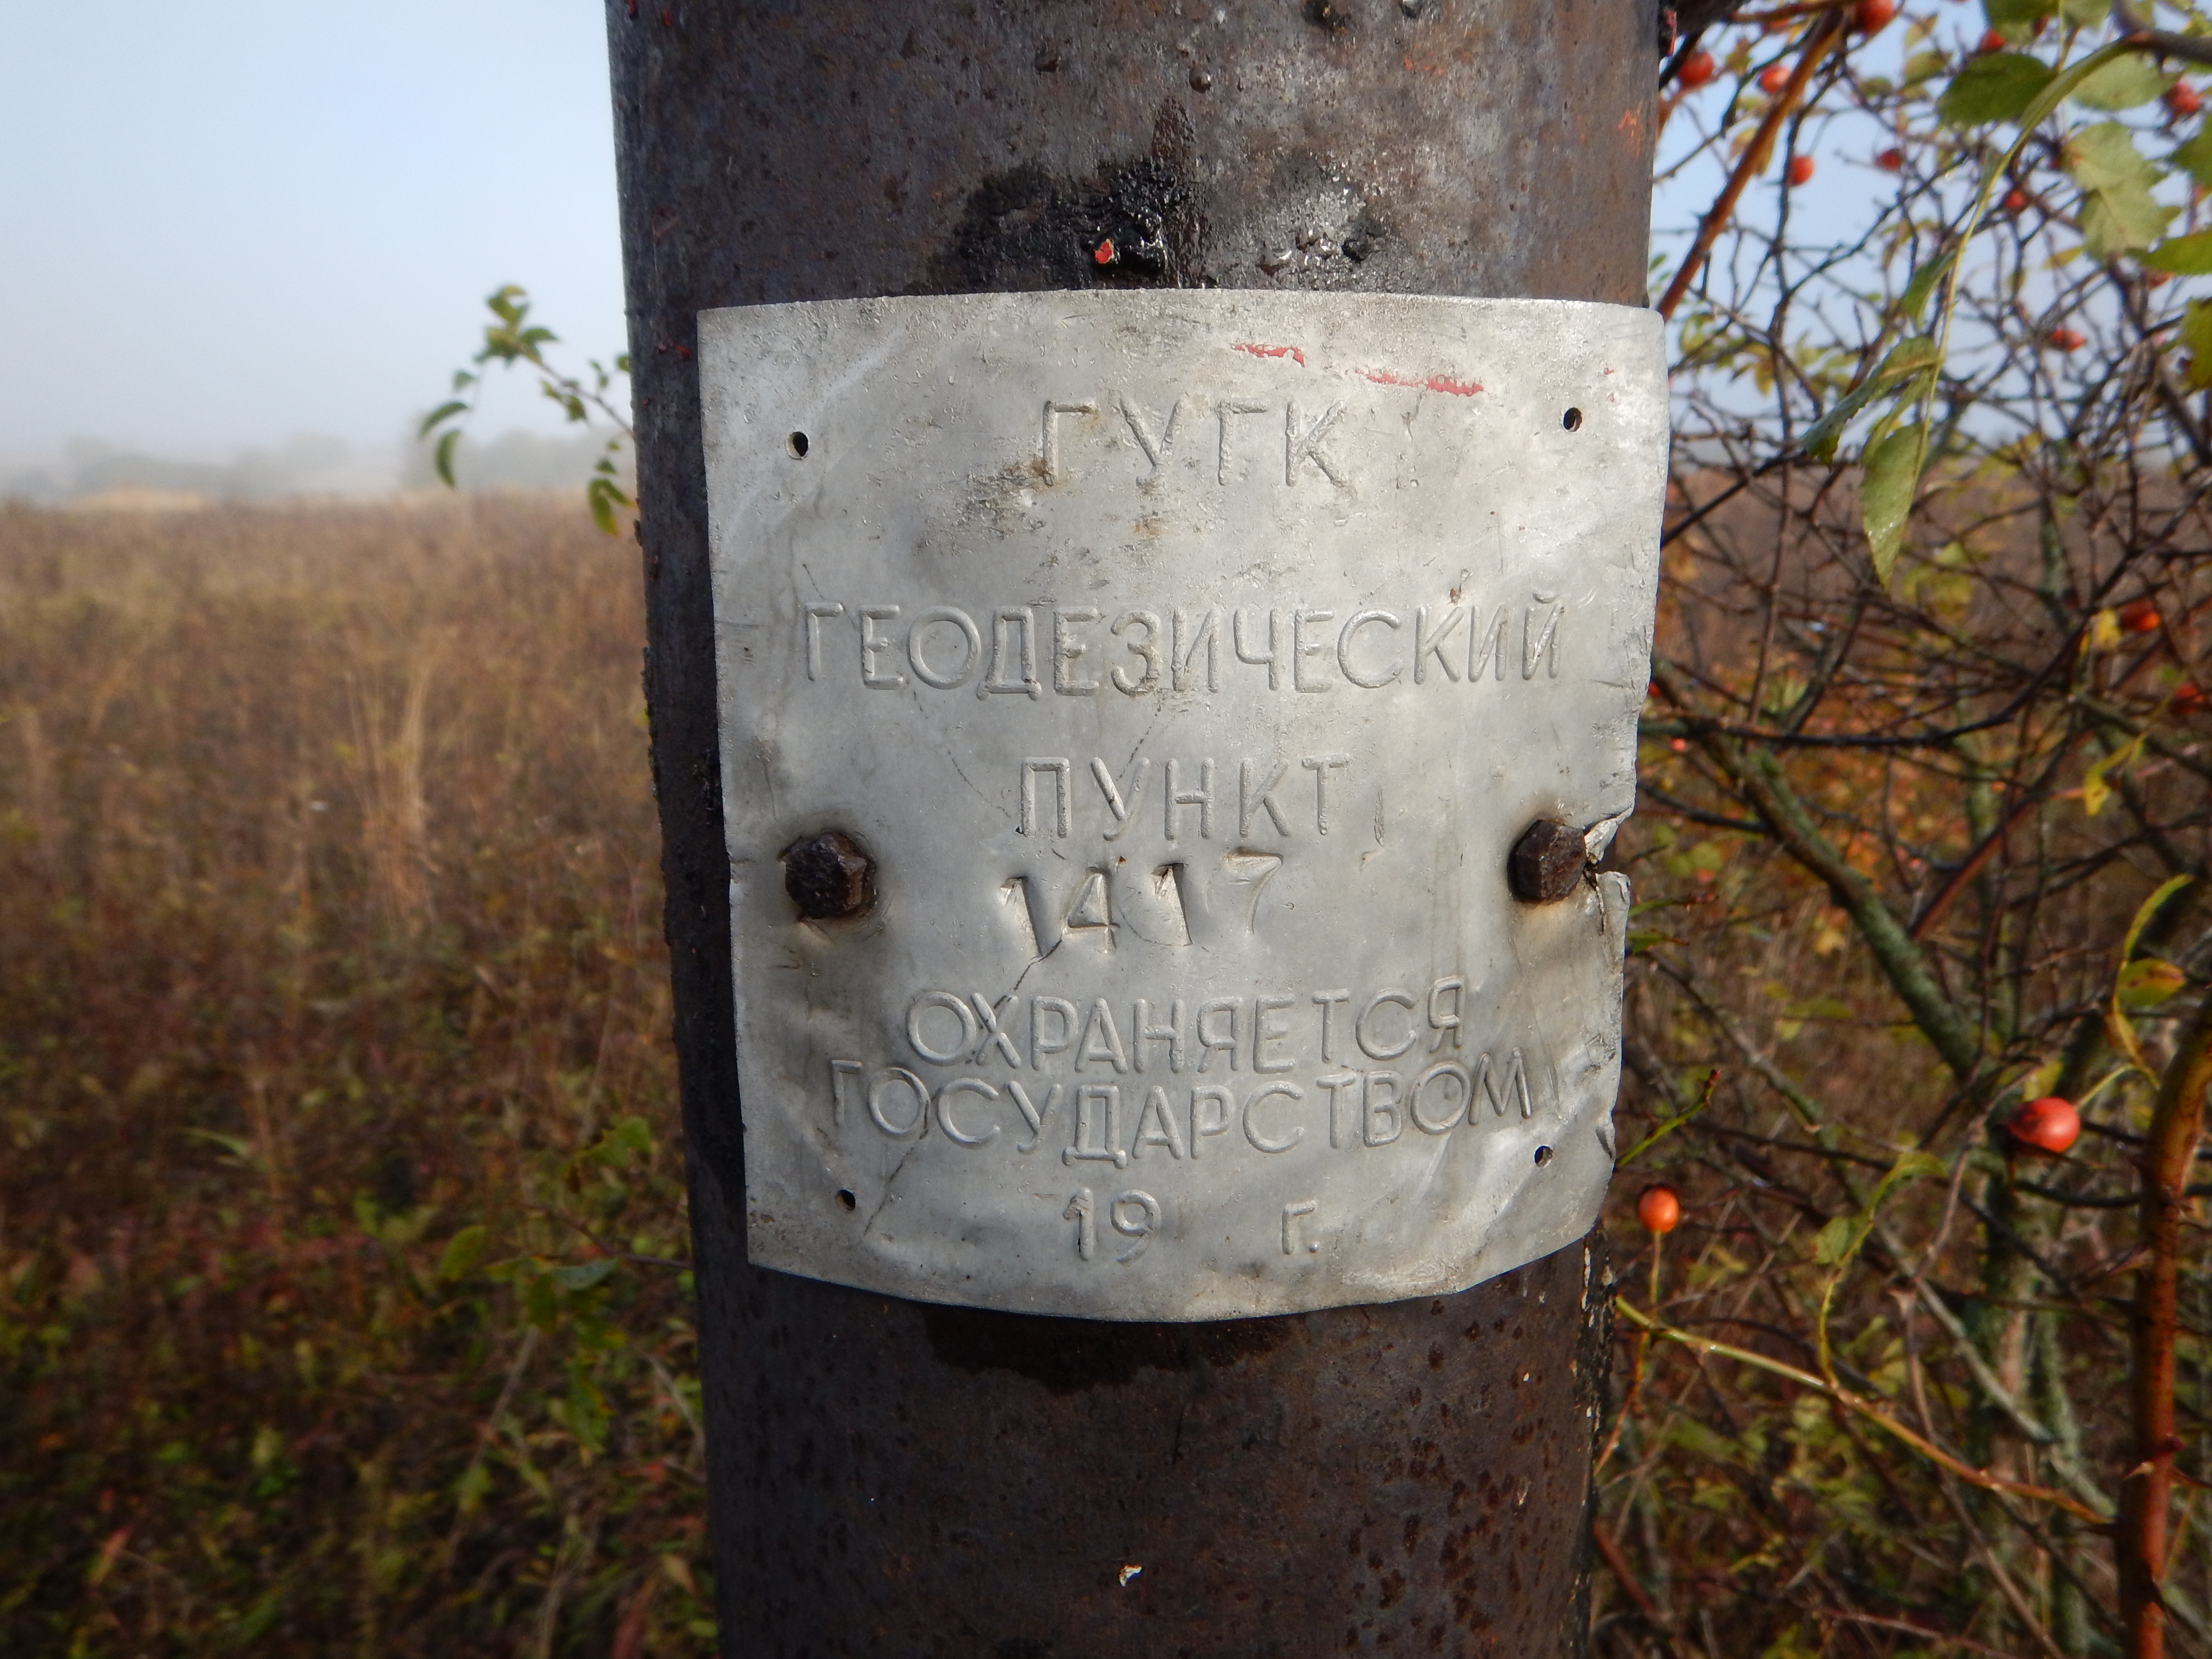 ГУГК
ГЕОДЕЗИЧЕСКИЙ
ПУНКТ
1417
ОХРАНЯЕТСЯ
ГОСУДАРСТВОМ
19 г.